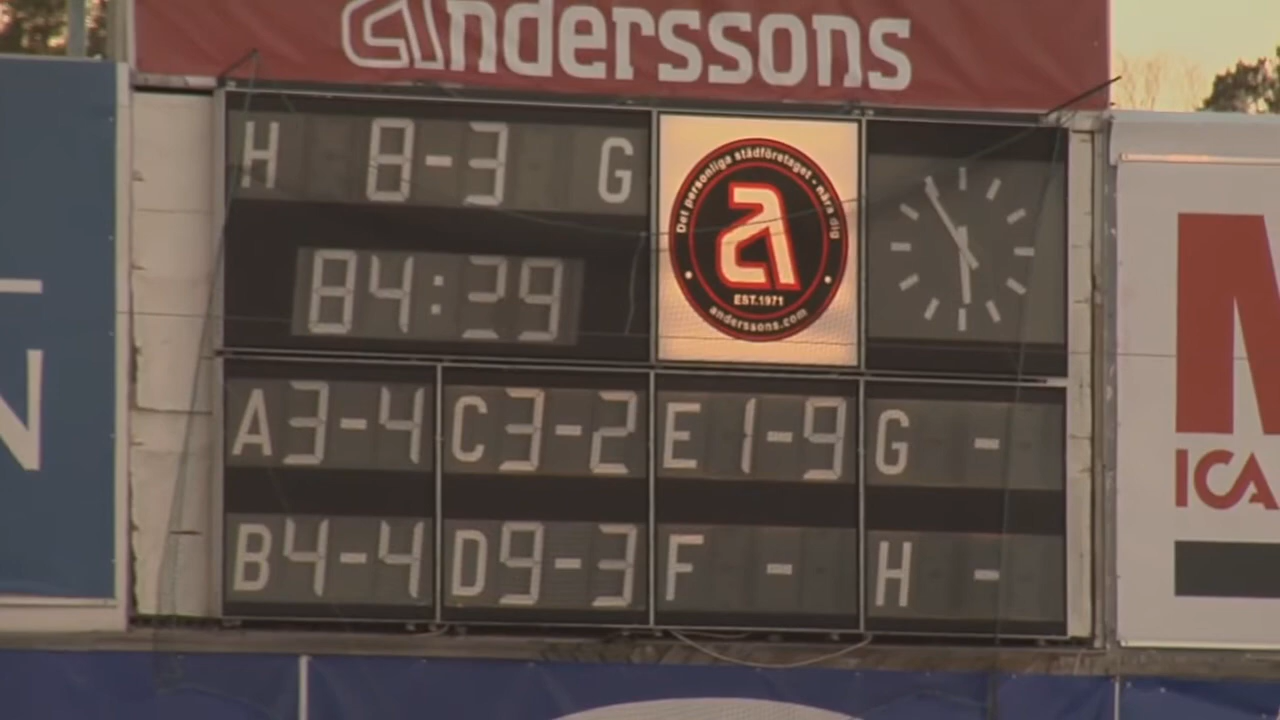 anderssons
H 8-3 G
84:29
Det personliga städföretaget - nära dig
a
EST.1971
anderssons.com
A 3-4 C 3-2 E 1-9 G -
B 4-4 D 9-3 F - H -
N
M
ICA